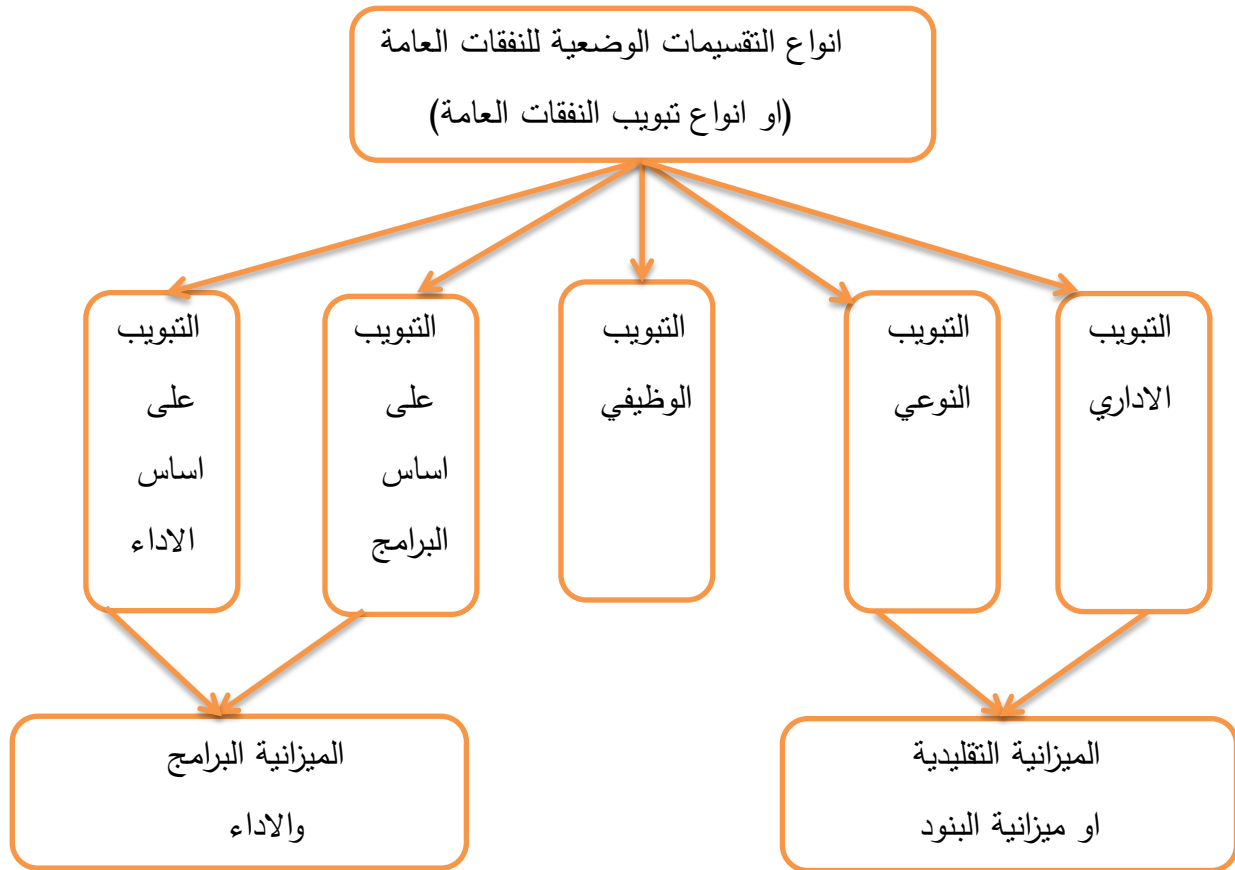 انواع التقسيمات الوضعية للنفقات العامة
(او انواع تبويب النفقات العامة)
التبويب
الاداري
التبويب
النوعي
التبويب
الوظيفي
التبويب
على
اساس
البرامج
التبويب
على
اساس
الاداء
الميزانية التقليدية
او ميزانية البنود
الميزانية البرامج
والاداء